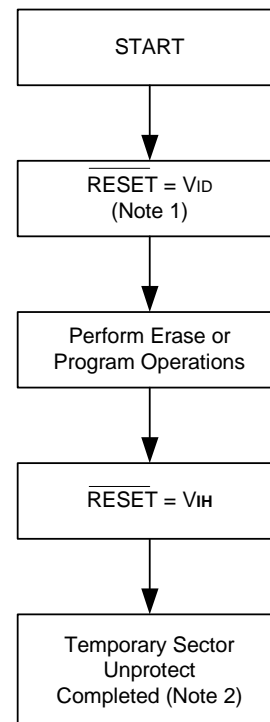 START
RESET = VID
(Note 1)
Perform Erase or
Program Operations
RESET = VIH
Temporary Sector
Unprotect
Completed (Note 2)